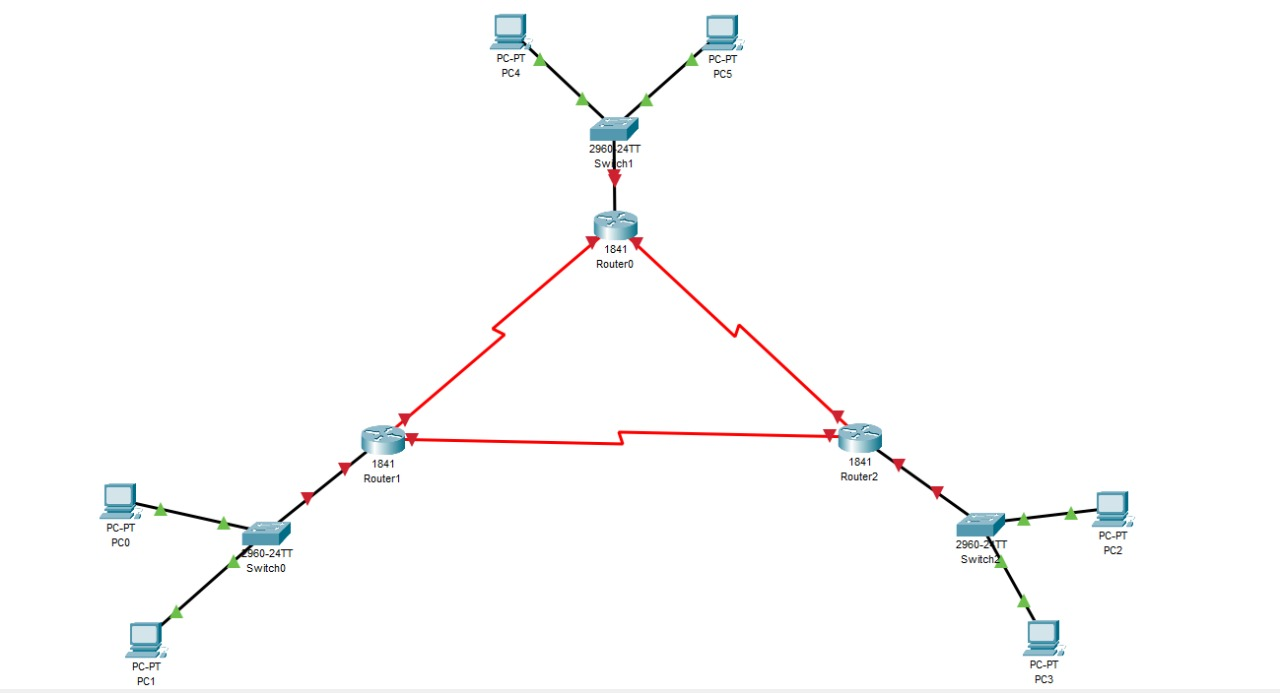 PC-PT
PC4
PC-PT
PC5
2960-24TT
Switch1
1841
Router0
1841
Router1
1841
Router2
PC-PT
PC0
2960-24TT
Switch0
2960-24TT
Switch2
PC-PT
PC2
PC-PT
PC1
PC-PT
PC3